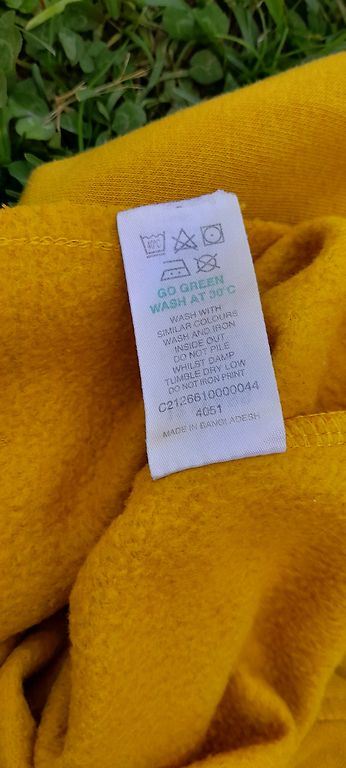 GO GREEN
WASH AT 30°C
WASH WITH
SIMILAR COLOURS
WASH AND IRON
INSIDE OUT
DO NOT PILE
WHILST DAMP
TUMBLE DRY LOW
DO NOT IRON PRINT
C2126610000044
4051
MADE IN BANGLADESH